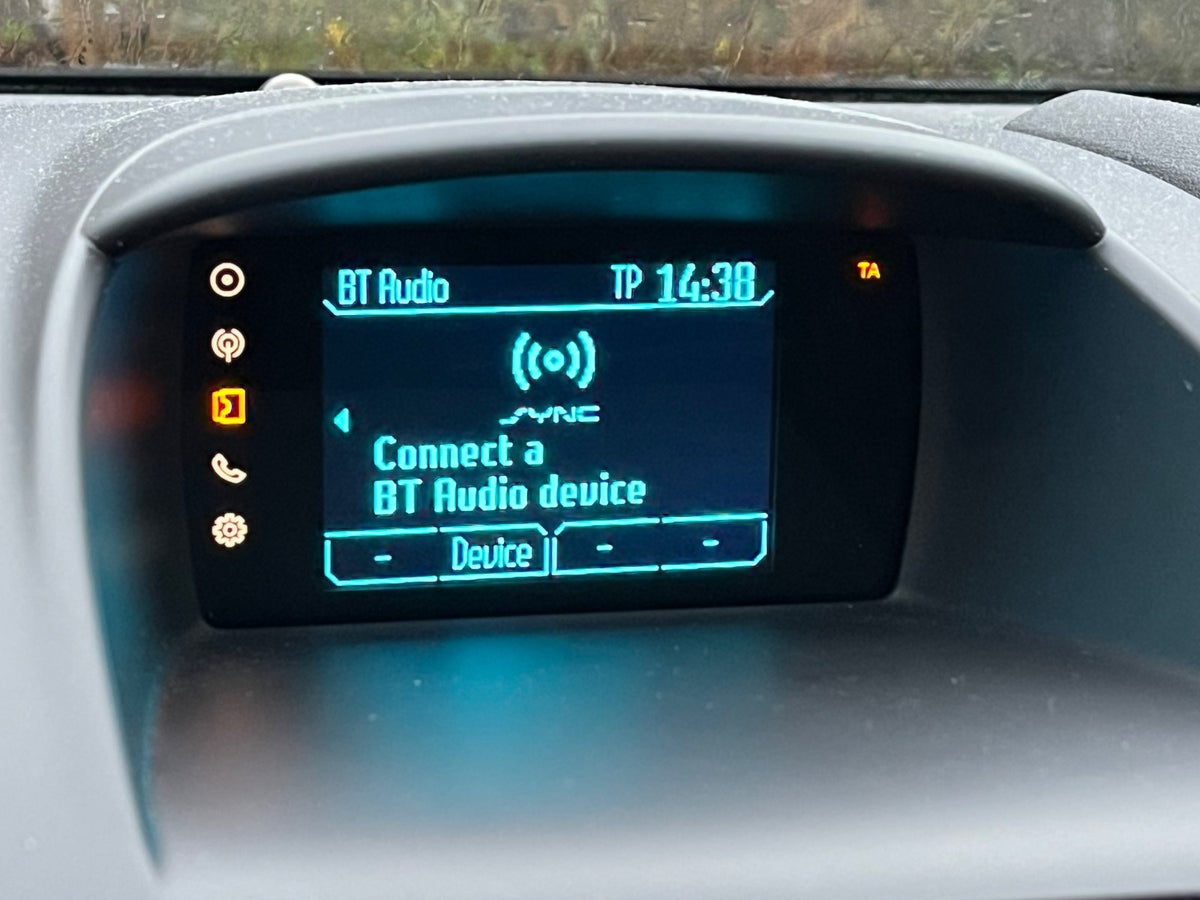 BT Audio TP 14:38
TA
SYNC
Connect a
BT Audio device
- Device - -